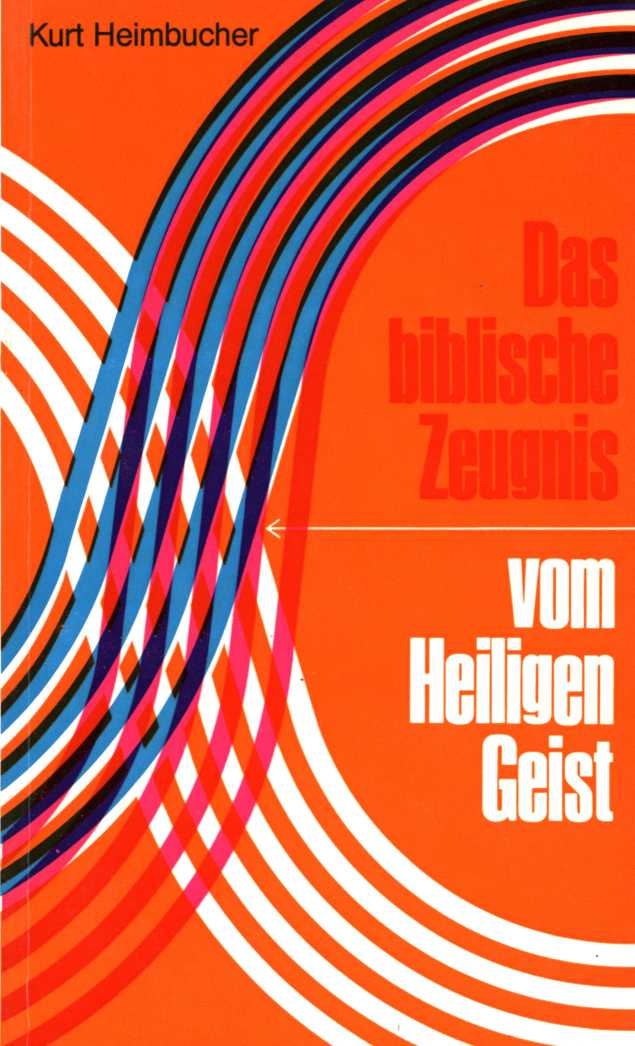 Kurt Heimbucher
Das
biblische
Zeugnis
vom
Heiligen
Geist